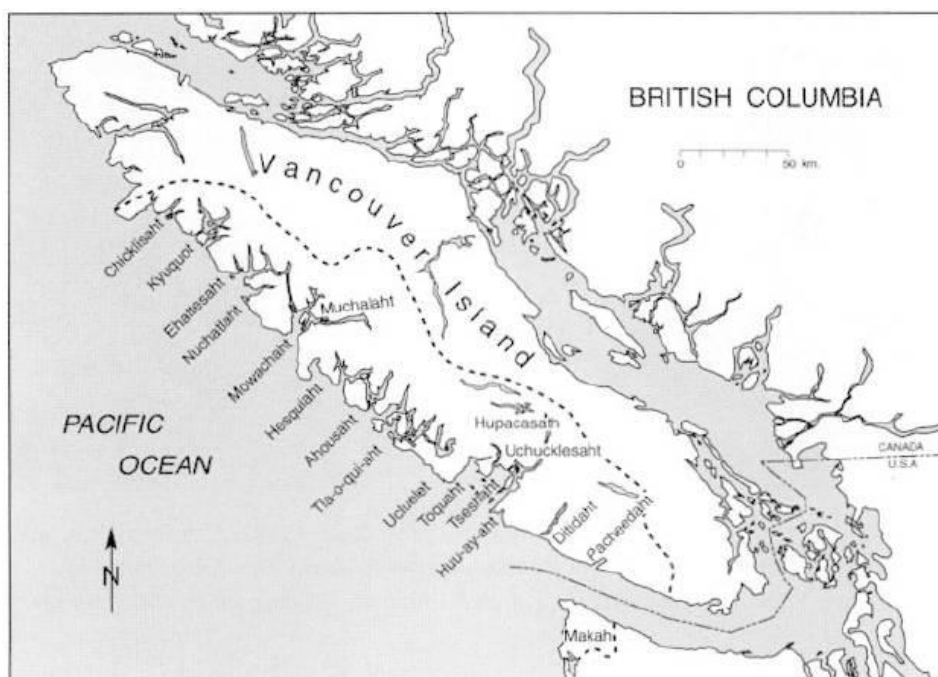 BRITISH COLUMBIA
0 50 km.
Vancouver Island
Chicklisaht
Kyuquot
Ehattesaht
Nuchatlaht
Muchalaht
Mowachaht
Hesquiaht
Ahousaht
Tla-o-qui-aht
Hupacasath
Uchucklesaht
Ucluelet
Toquaht
Tseshaht
Huu-ay-aht
Ditidaht
Pacheedaht
PACIFIC
OCEAN
CANADA
U.S.A
N
Makah